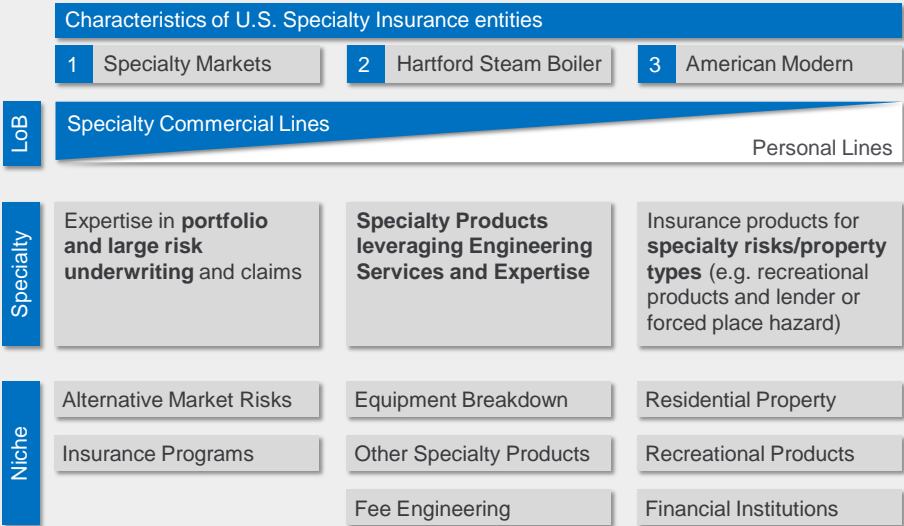 Characteristics of U.S. Specialty Insurance entities
1 Specialty Markets
2 Hartford Steam Boiler
3 American Modern
LoB
Specialty Commercial Lines
Personal Lines
Specialty
Expertise in portfolio
and large risk
underwriting and claims
Specialty Products
leveraging Engineering
Services and Expertise
Insurance products for
specialty risks/property
types (e.g. recreational
products and lender or
forced place hazard)
Niche
Alternative Market Risks
Insurance Programs
Equipment Breakdown
Other Specialty Products
Fee Engineering
Residential Property
Recreational Products
Financial Institutions